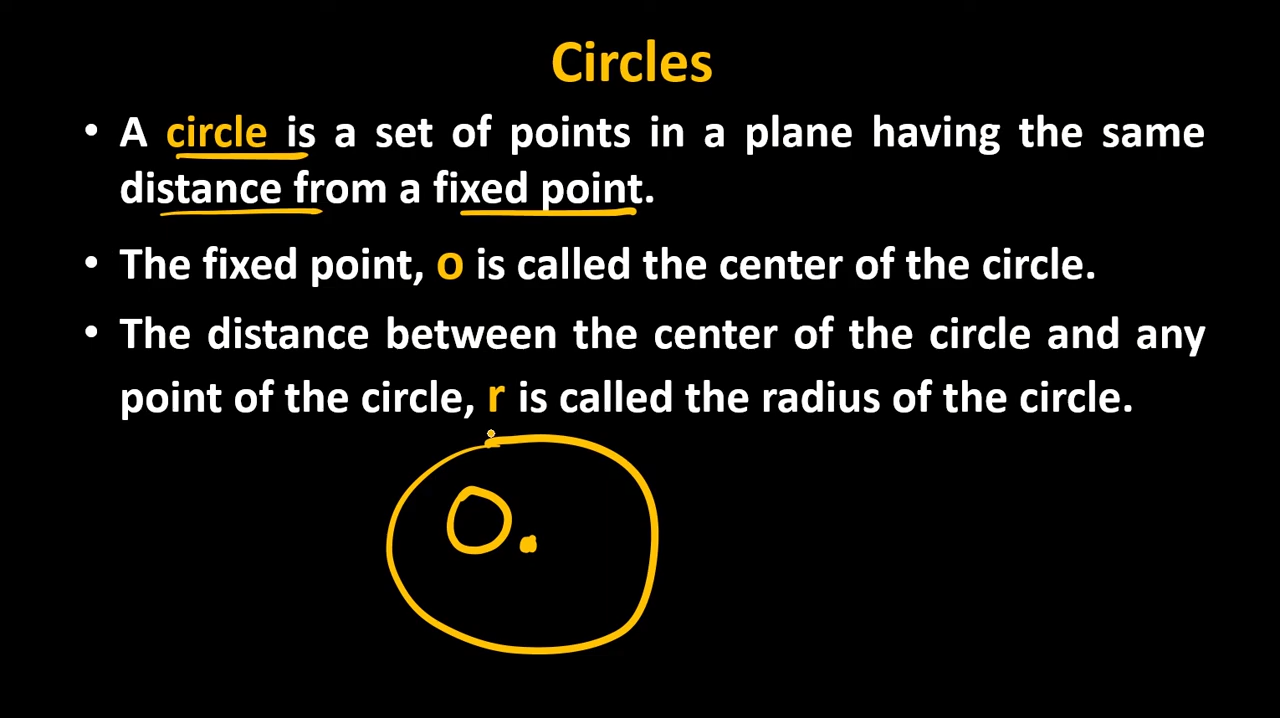 Circles
• A circle is a set of points in a plane having the same
distance from a fixed point.
• The fixed point, o is called the center of the circle.
• The distance between the center of the circle and any
point of the circle, r is called the radius of the circle.
O